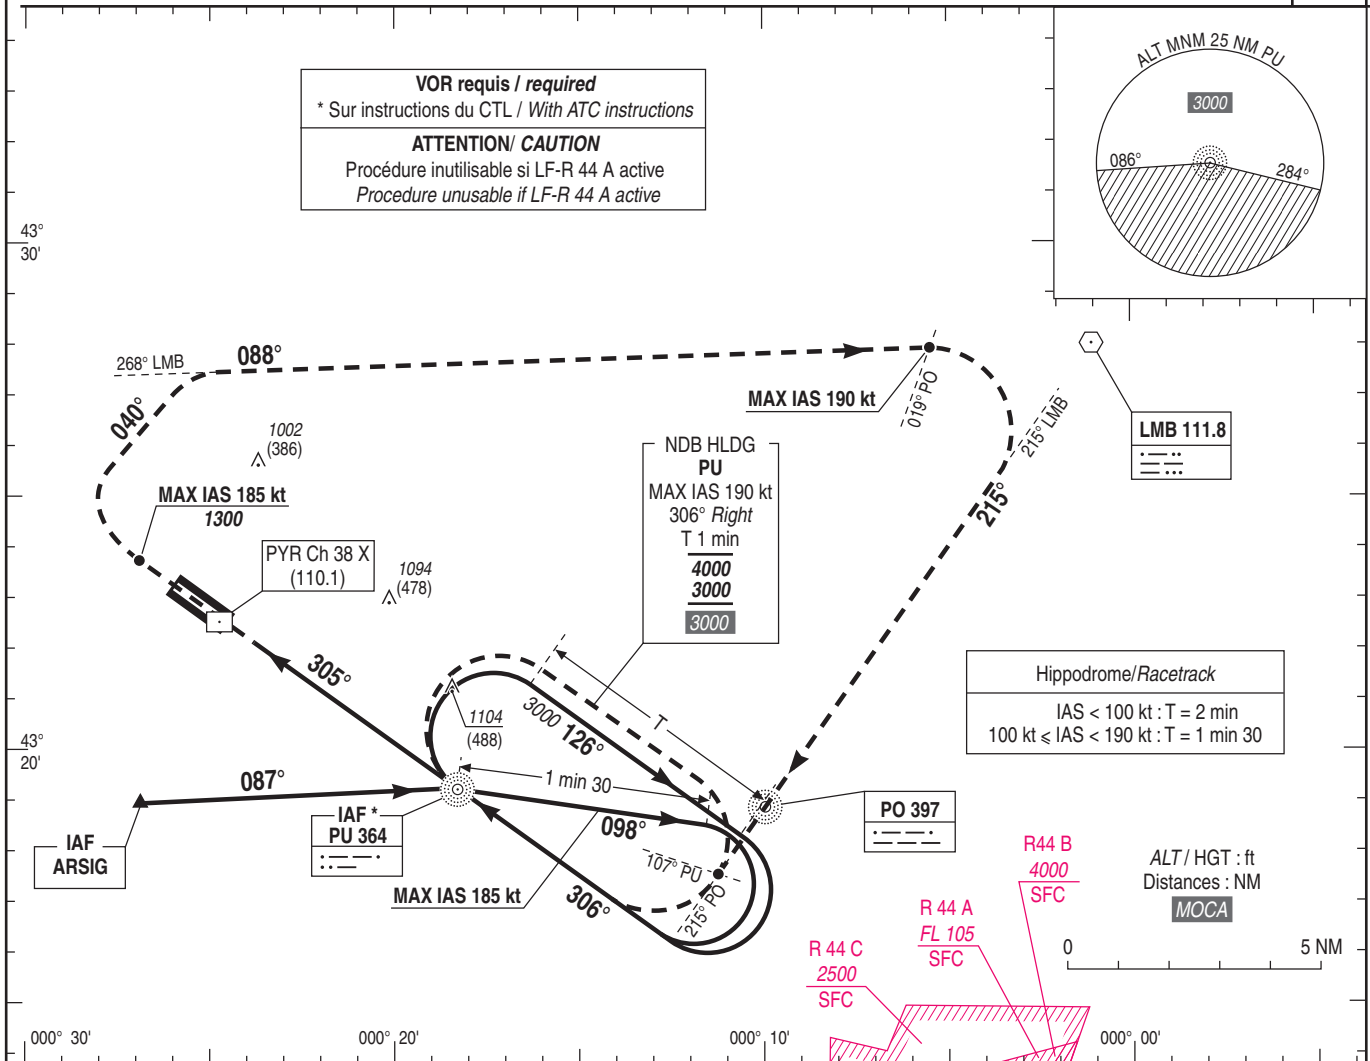 VOR requis / required
* Sur instructions du CTL / With ATC instructions
ATTENTION/ CAUTION
Procédure inutilisable si LF-R 44 A active
Procedure unusable if LF-R 44 A active
ALT MNM 25 NM PU
3000
086°
284°
43°
30'
268° LMB
088°
040°
1002
(386)
MAX IAS 185 kt
1300
PYR Ch 38 X
(110.1)
1094
(478)
MAX IAS 190 kt
019° PO
215° LMB
LMB 111.8
215°
NDB HLDG
PU
MAX IAS 190 kt
306° Right
T 1 min
4000
3000
3000
305°
1104
(488)
3000 126°
T
1 min 30
Hippodrome/Racetrack
IAS < 100 kt : T = 2 min
100 kt ⩽ IAS < 190 kt : T = 1 min 30
43°
20'
087°
IAF
ARSIG
IAF *
PU 364
098°
MAX IAS 185 kt
107° PU
306°
215° PO
PO 397
R44 B
4000
SFC
R 44 A
FL 105
SFC
R 44 C
2500
SFC
ALT / HGT : ft
Distances : NM
MOCA
0
5 NM
000° 30'
000° 20'
000° 10'
000° 00'